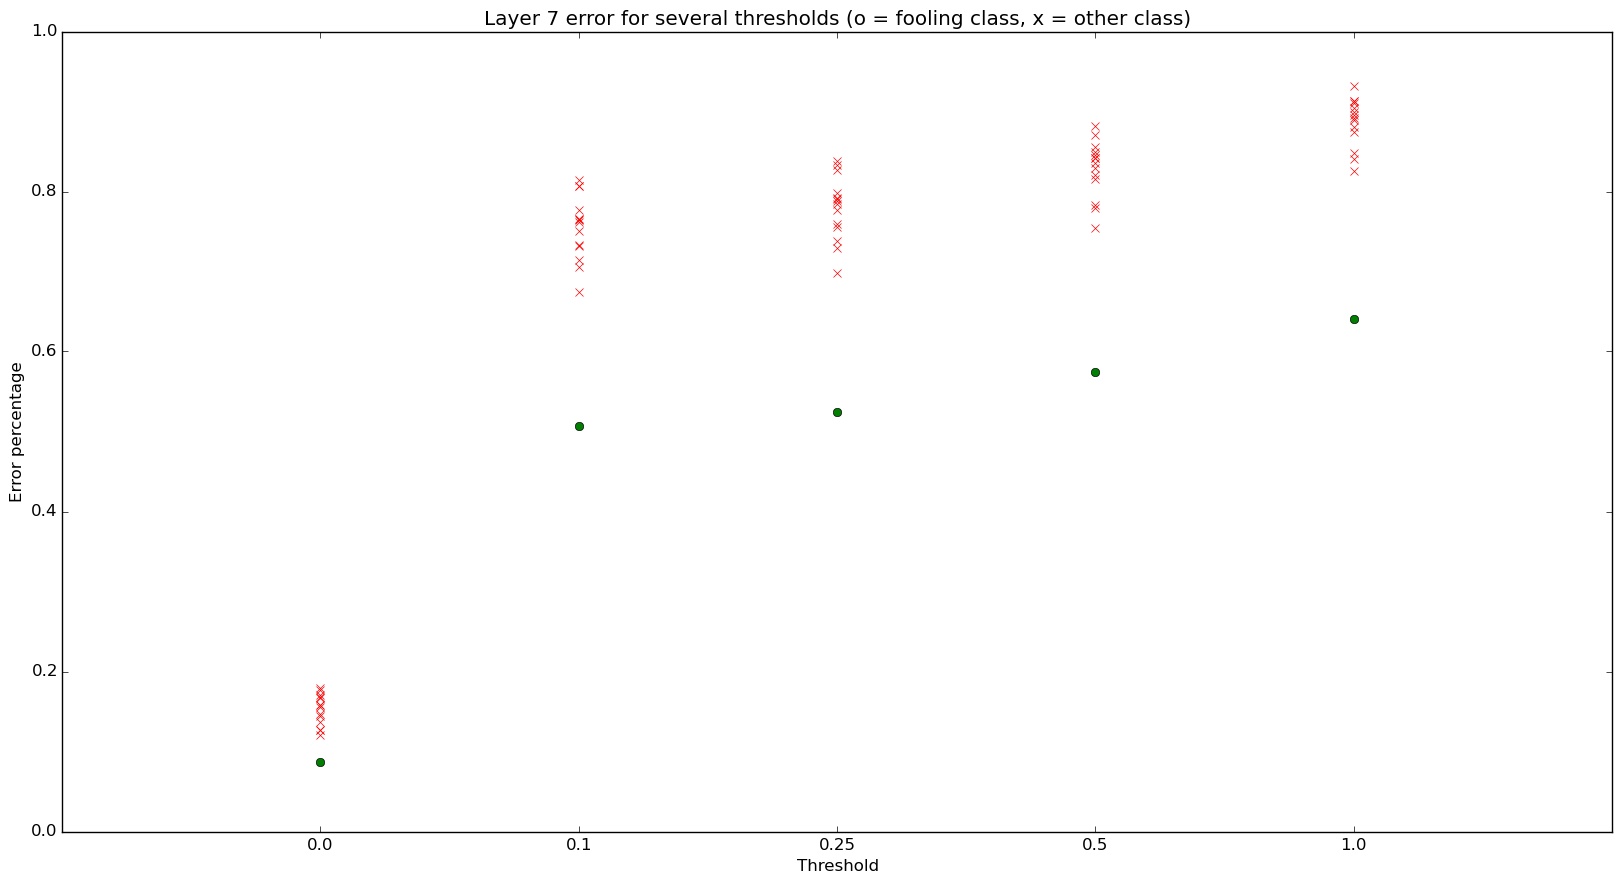 Layer 7 error for several thresholds (o = fooling class, x = other class)
1.0
0.8
0.6
0.4
0.2
0.0
Error percentage
0.0 0.1 0.25 0.5 1.0
Threshold